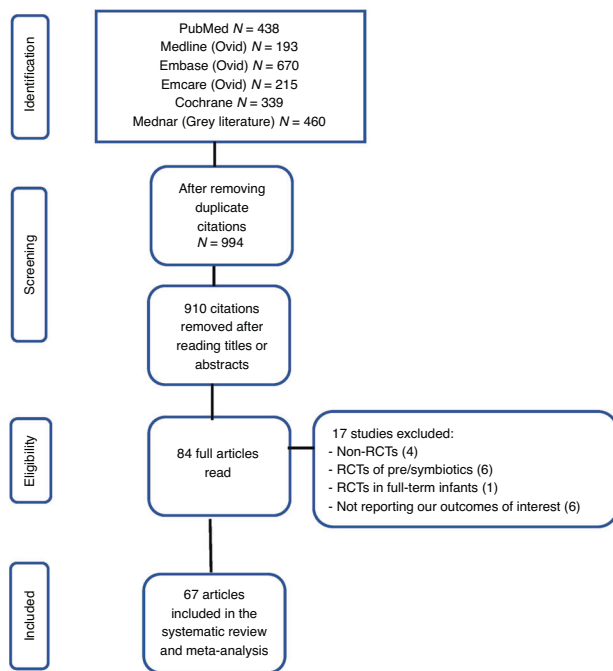 Identification
PubMed N = 438
Medline (Ovid) N = 193
Embase (Ovid) N = 670
Emcare (Ovid) N = 215
Cochrane N = 339
Mednar (Grey literature) N = 460
Screening
After removing
duplicate
citations
N = 994
910 citations
removed after
reading titles or
abstracts
Eligibility
84 full articles
read
17 studies excluded:
- Non-RCTs (4)
- RCTs of pre/symbiotics (6)
- RCTs in full-term infants (1)
- Not reporting our outcomes of interest (6)
Included
67 articles
included in the
systematic review
and meta-analysis